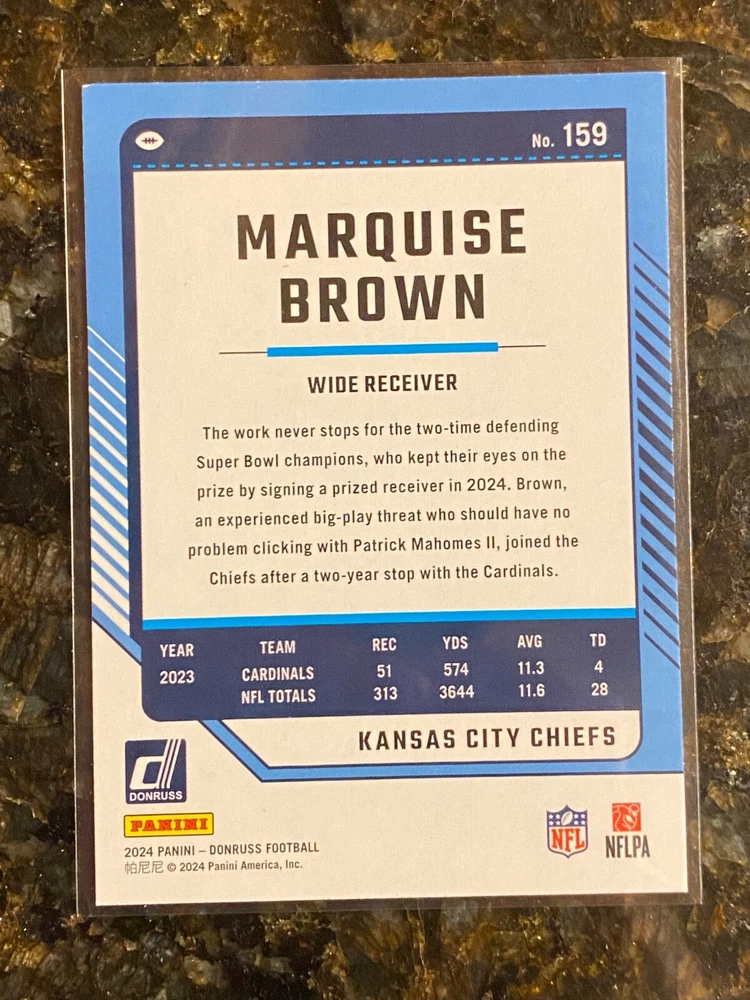 No. 159
MARQUISE
BROWN
WIDE RECEIVER
The work never stops for the two-time defending
Super Bowl champions, who kept their eyes on the
prize by signing a prized receiver in 2024. Brown,
an experienced big-play threat who should have no
problem clicking with Patrick Mahomes II, joined the
Chiefs after a two-year stop with the Cardinals.
YEAR TEAM REC YDS AVG TD
2023 CARDINALS 51 574 11.3 4
NFL TOTALS 313 3644 11.6 28
KANSAS CITY CHIEFS
d
DONRUSS
PANINI
2024 PANINI – DONRUSS FOOTBALL
帕尼尼 © 2024 Panini America, Inc.
NFL
NFLPA